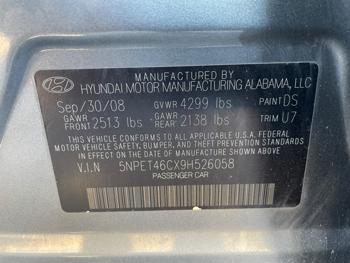 MANUFACTURED BY
HYUNDAI MOTOR MANUFACTURING ALABAMA, LLC
Sep/30/08 GVWR 4299 lbs PAINT DS
GAWR FRONT 2513 lbs GAWR REAR 2138 lbs TRIM U7
THIS VEHICLE CONFORMS TO ALL APPLICABLE U.S. FEDERAL
MOTOR VEHICLE SAFETY, BUMPER, AND THEFT PREVENTION STANDARDS
IN EFFECT ON THE DATE OF MANUFACTURE SHOWN ABOVE.
V.I.N 5NPET46CX9H526058
PASSENGER CAR